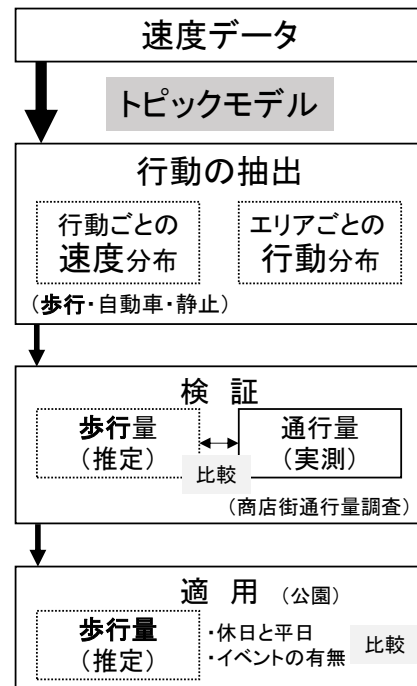 速度データ
トピックモデル
行動の抽出
行動ごとの
速度分布
エリアごとの
行動分布
（歩行・自動車・静止）
検　証
歩行量
（推定）
比較
通行量
（実測）
（商店街通行量調査）
適　用（公園）
歩行量
（推定）
・休日と平日
・イベントの有無
比較